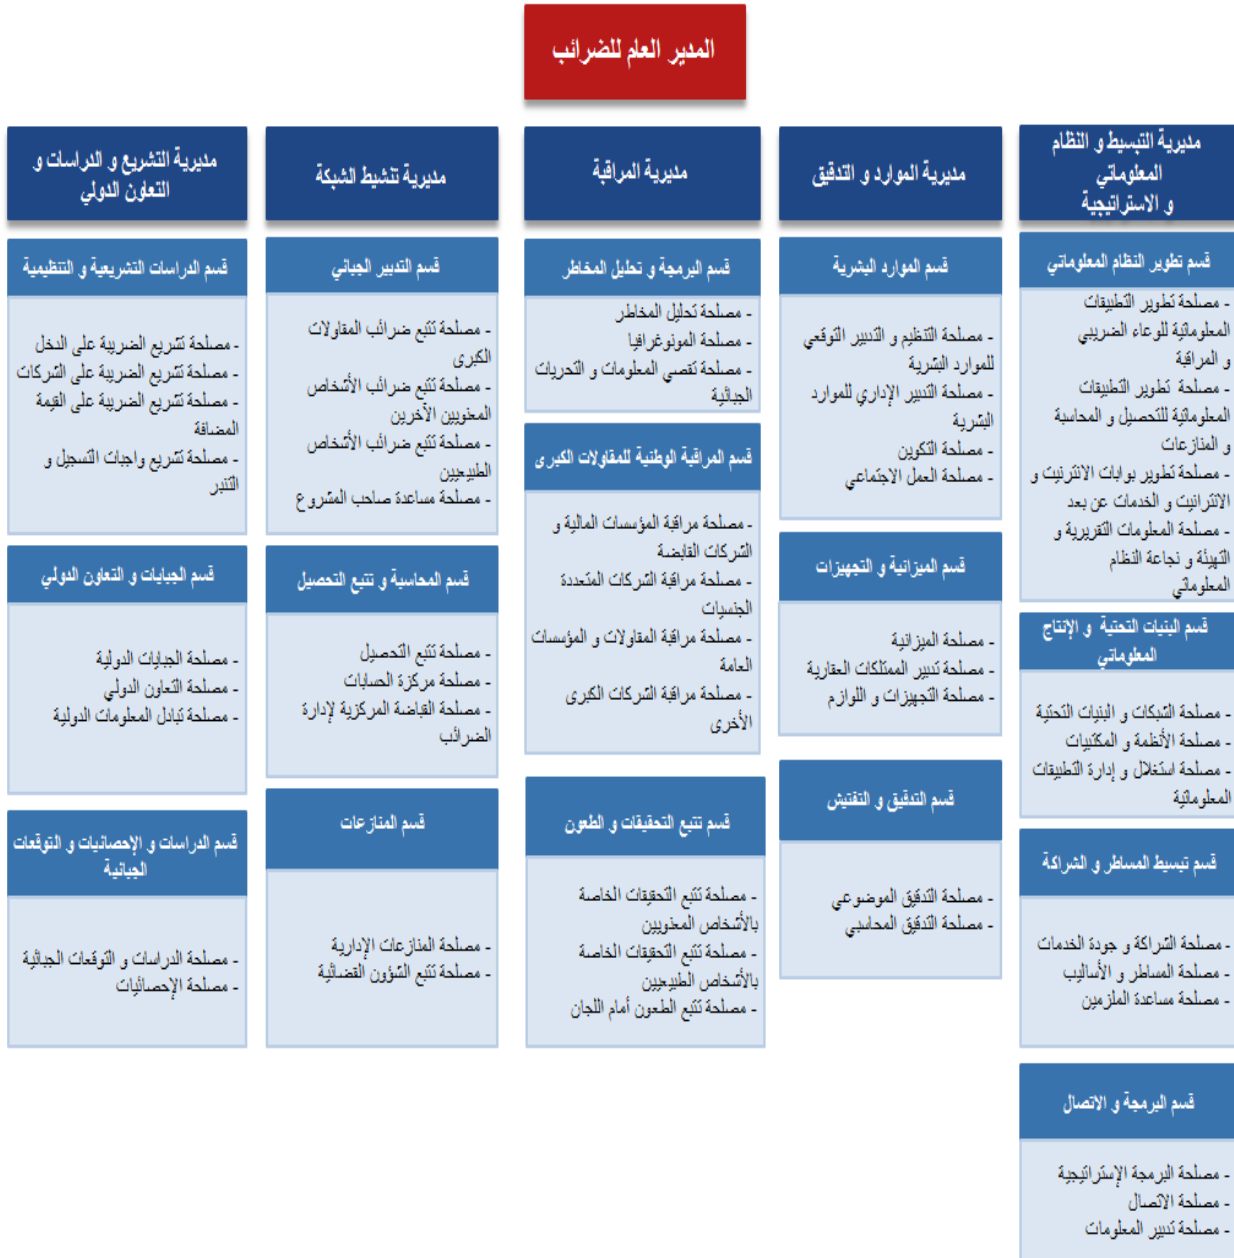 المدير العام للضرائب
مديرية التبسيط و النظام
المعلوماتي
و الاستراتيجية
قسم تطوير النظام المعلوماتي
- مصلحة تطوير التطبيقات
المعلوماتية للوعاء الضريبي
و المراقبة
- مصلحة تطوير التطبيقات
المعلوماتية للتحصيل و المحاسبة
و المنازعات
- مصلحة تطوير بوابات الانترنيت و
الانترانيت و الخدمات عن بعد
- مصلحة المعلومات التقريرية و
التهيئة و نجاعة النظام
المعلوماتي
قسم البنيات التحتية و الإنتاج
المعلوماتي
- مصلحة الشبكات و البنيات التحتية
- مصلحة الأنظمة و المكتبيات
- مصلحة استغلال و إدارة التطبيقات
المعلوماتية
قسم تبسيط المساطر و الشراكة
- مصلحة الشراكة و جودة الخدمات
- مصلحة المساطر و الأساليب
- مصلحة مساعدة الملزمين
قسم البرمجة و الاتصال
- مصلحة البرمجة الإستراتيجية
- مصلحة الاتصال
- مصلحة تدبير المعلومات
مديرية الموارد و التدقيق
قسم الموارد البشرية
- مصلحة التنظيم و التدبير التوقعي
للموارد البشرية
- مصلحة التدبير الإداري للموارد
البشرية
- مصلحة التكوين
- مصلحة العمل الاجتماعي
قسم الميزانية و التجهيزات
- مصلحة الميزانية
- مصلحة تدبير الممتلكات العقارية
- مصلحة التجهيزات و اللوازم
قسم التدقيق و التفتيش
- مصلحة التدقيق الموضوعي
- مصلحة التدقيق المحاسبي
مديرية المراقبة
قسم البرمجة و تحليل المخاطر
- مصلحة تحليل المخاطر
- مصلحة المونوغرافيا
- مصلحة تقصي المعلومات و التحريات
الجبائية
قسم المراقبة الوطنية للمقاولات الكبرى
- مصلحة مراقبة المؤسسات المالية و
الشركات القابضة
- مصلحة مراقبة الشركات المتعددة
الجنسيات
- مصلحة مراقبة المقاولات و المؤسسات
العامة
- مصلحة مراقبة الشركات الكبرى
الأخرى
قسم تتبع التحقيقات و الطعون
- مصلحة تتبع التحقيقات الخاصة
بالأشخاص المعنويين
- مصلحة تتبع التحقيقات الخاصة
بالأشخاص الطبيعيين
- مصلحة تتبع الطعون أمام اللجان
مديرية تنشيط الشبكة
قسم التدبير الجبائي
- مصلحة تتبع ضرائب المقاولات
الكبرى
- مصلحة تتبع ضرائب الأشخاص
المعنويين الأخرين
- مصلحة تتبع ضرائب الأشخاص
الطبيعيين
- مصلحة مساعدة صاحب المشروع
قسم المحاسبة و تتبع التحصيل
- مصلحة تتبع التحصيل
- مصلحة مركزة الحسابات
- مصلحة القباضة المركزية لإدارة
الضرائب
قسم المنازعات
- مصلحة المنازعات الإدارية
- مصلحة تتبع الشؤون القضائية
مديرية التشريع و الدراسات و
التعاون الدولي
قسم الدراسات التشريعية و التنظيمية
- مصلحة تشريع الضريبة على الدخل
- مصلحة تشريع الضريبة على الشركات
- مصلحة تشريع الضريبة على القيمة
المضافة
- مصلحة تشريع واجبات التسجيل و
التنبر
قسم الجبايات و التعاون الدولي
- مصلحة الجبايات الدولية
- مصلحة التعاون الدولي
- مصلحة تبادل المعلومات الدولية
قسم الدراسات و الإحصائيات و التوقعات
الجبائية
- مصلحة الدراسات و التوقعات الجبائية
- مصلحة الإحصائيات